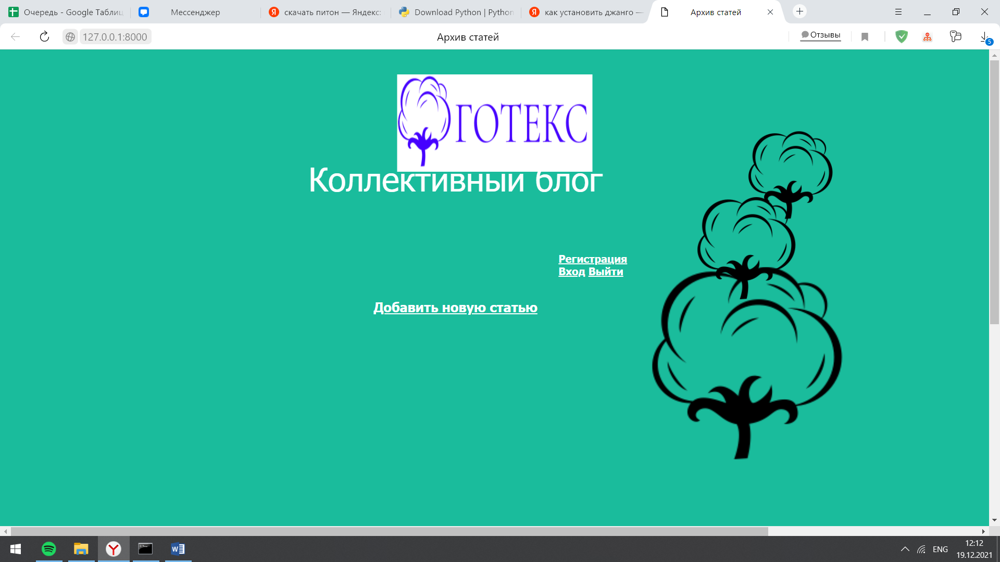 Очередь - Google Таблиц
Мессенджер
скачать питон — Яндекс:
Download Python | Python
как установить джанго —
Архив статей
127.0.0.1:8000
Архив статей
Отзывы
5
ГОТЕКС
Коллективный блог
Регистрация
Вход Выйти
Добавить новую статью
ENG
12:12
19.12.2021